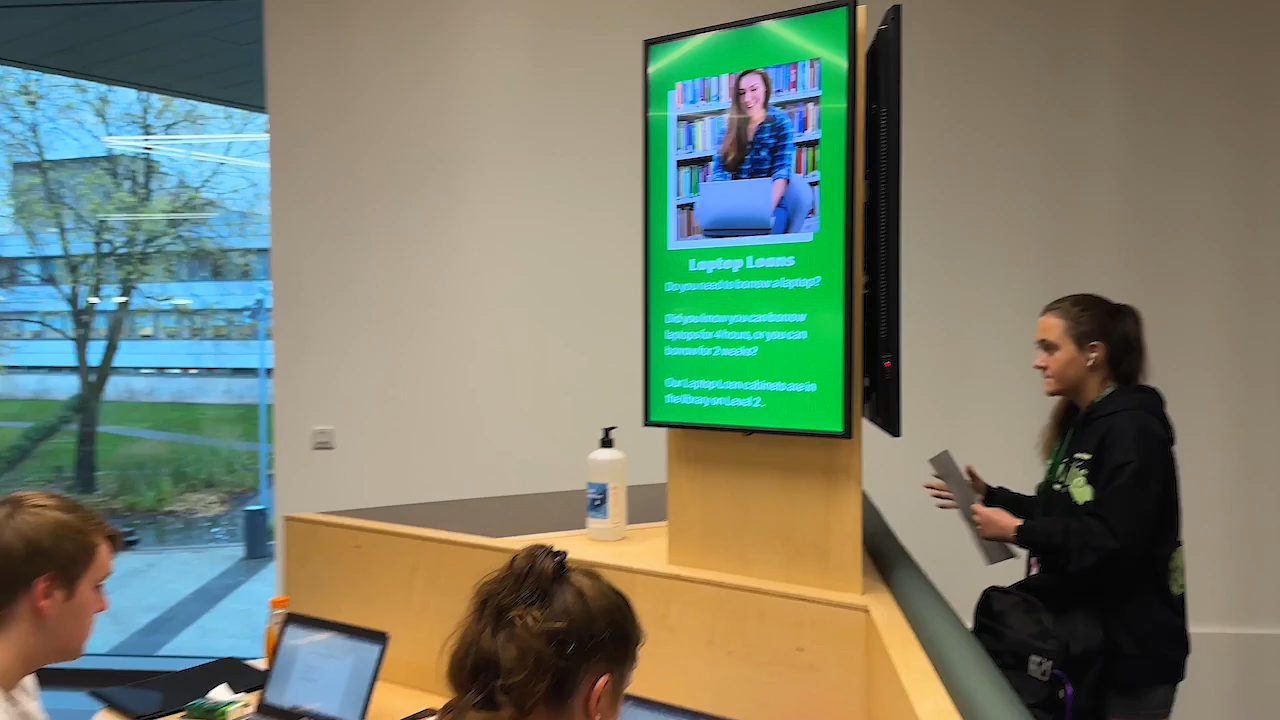 Laptop Loans
Do you need to borrow a laptop?
Did you know you can borrow
laptops for 4 hours, or you can
borrow for 2 weeks?
Our Laptop Loan cabinets are in
the library on Level 2.